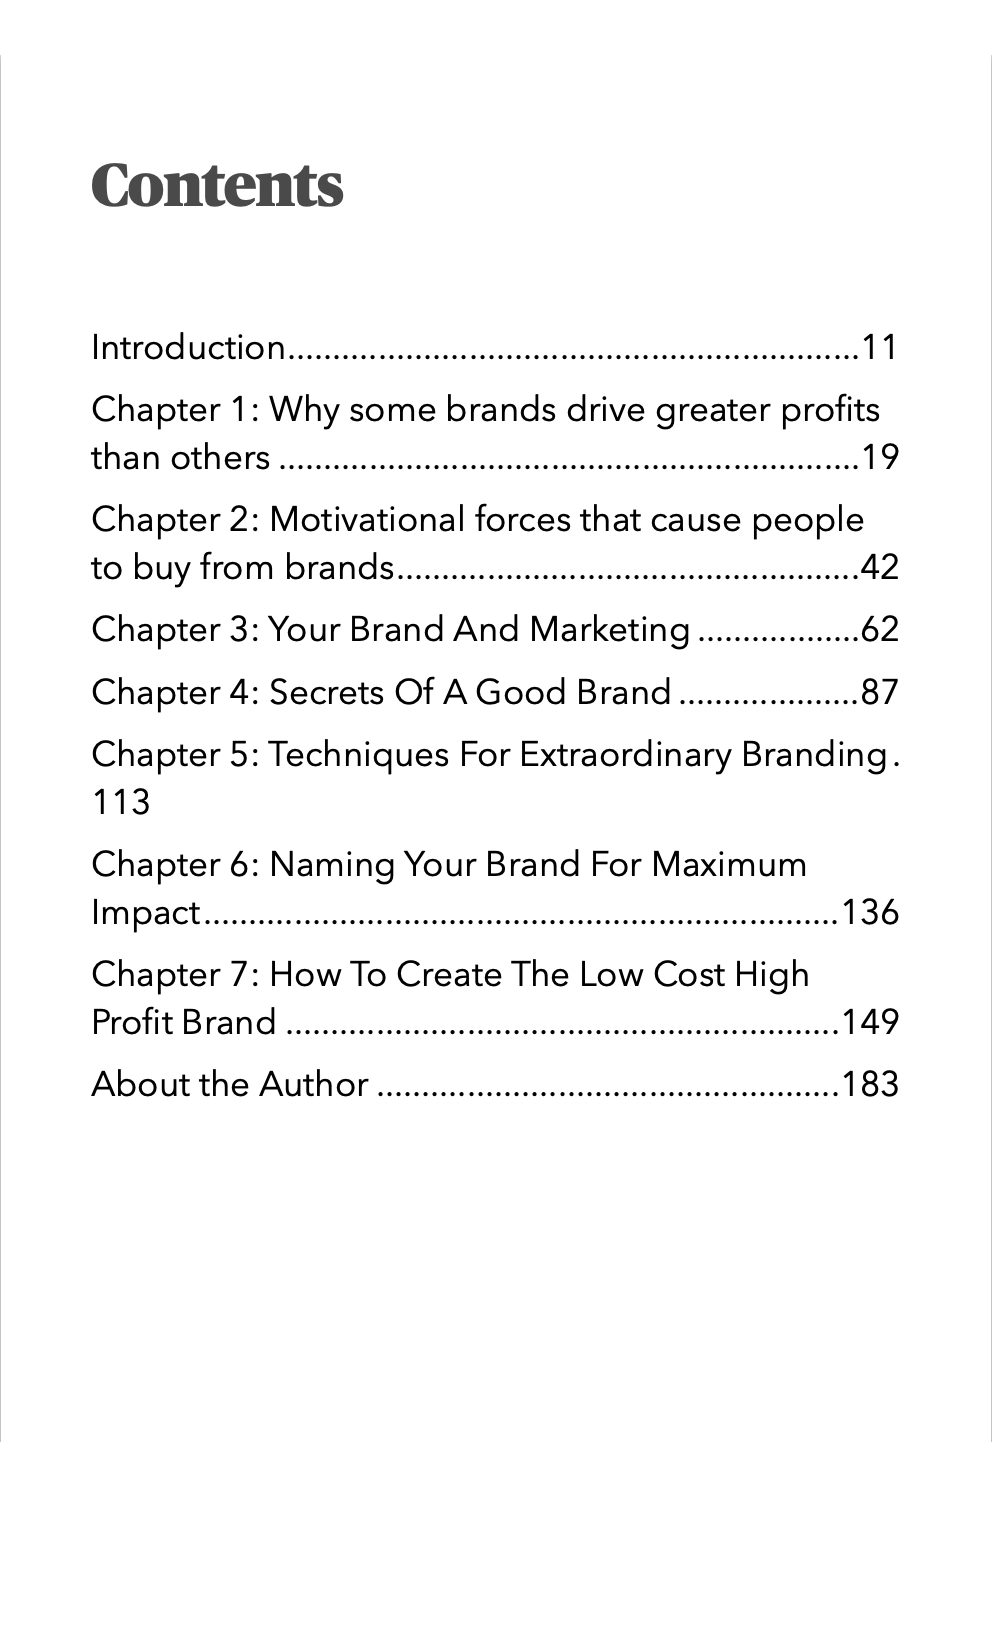 Contents
Introduction...............................................................11
Chapter 1: Why some brands drive greater profits
than others ................................................................19
Chapter 2: Motivational forces that cause people
to buy from brands...................................................42
Chapter 3: Your Brand And Marketing ..................62
Chapter 4: Secrets Of A Good Brand ....................87
Chapter 5: Techniques For Extraordinary Branding.
113
Chapter 6: Naming Your Brand For Maximum
Impact......................................................................136
Chapter 7: How To Create The Low Cost High
Profit Brand .............................................................149
About the Author ...................................................183